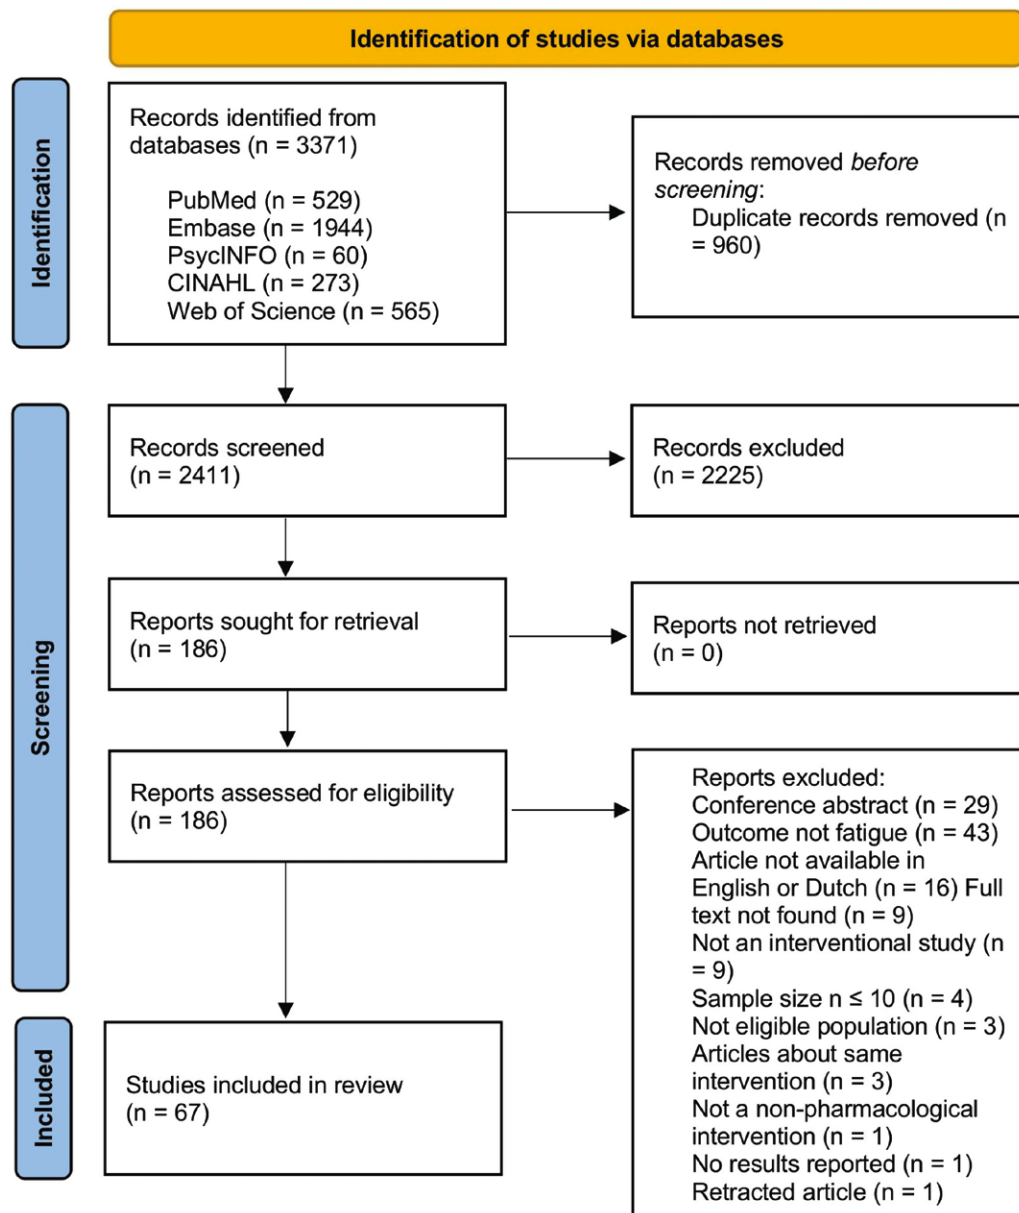 Identification of studies via databases
Identification
Records identified from
databases (n = 3371)
PubMed (n = 529)
Embase (n = 1944)
PsycINFO (n = 60)
CINAHL (n = 273)
Web of Science (n = 565)
Records removed before
screening:
Duplicate records removed (n
= 960)
Screening
Records screened
(n = 2411)
Records excluded
(n = 2225)
Reports sought for retrieval
(n = 186)
Reports not retrieved
(n = 0)
Reports assessed for eligibility
(n = 186)
Reports excluded:
Conference abstract (n = 29)
Outcome not fatigue (n = 43)
Article not available in
English or Dutch (n = 16) Full
text not found (n = 9)
Not an interventional study (n
= 9)
Sample size n ≤ 10 (n = 4)
Not eligible population (n = 3)
Articles about same
intervention (n = 3)
Not a non-pharmacological
intervention (n = 1)
No results reported (n = 1)
Retracted article (n = 1)
Included
Studies included in review
(n = 67)